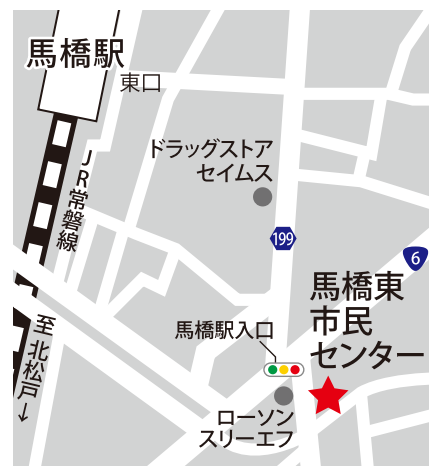 馬橋駅
東口
ドラッグストア
セイムス
JR常磐線
199
6
馬橋東
市民
センター
馬橋駅入口
至 北松戸→
ローソン
スリーエフ